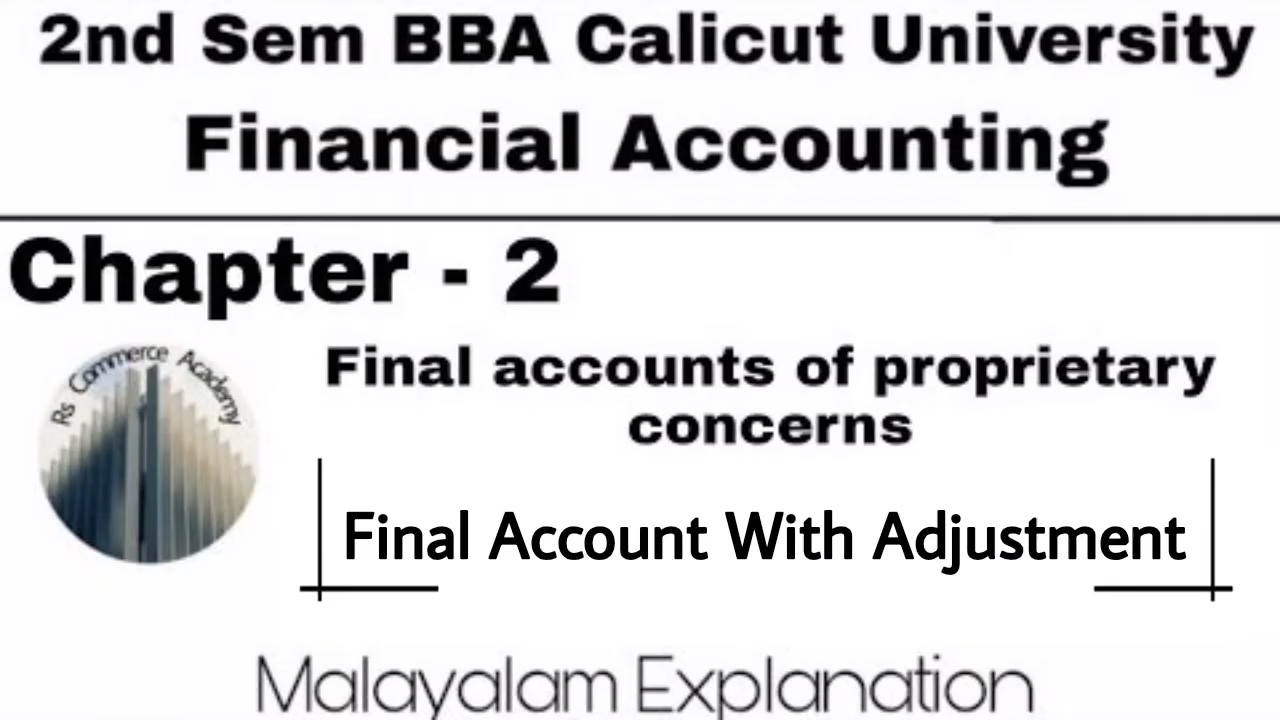 2nd Sem BBA Calicut University
Financial Accounting
Chapter - 2
Rs Commerce Academy
Final accounts of proprietary
concerns
Final Account With Adjustment
Malayalam Explanation